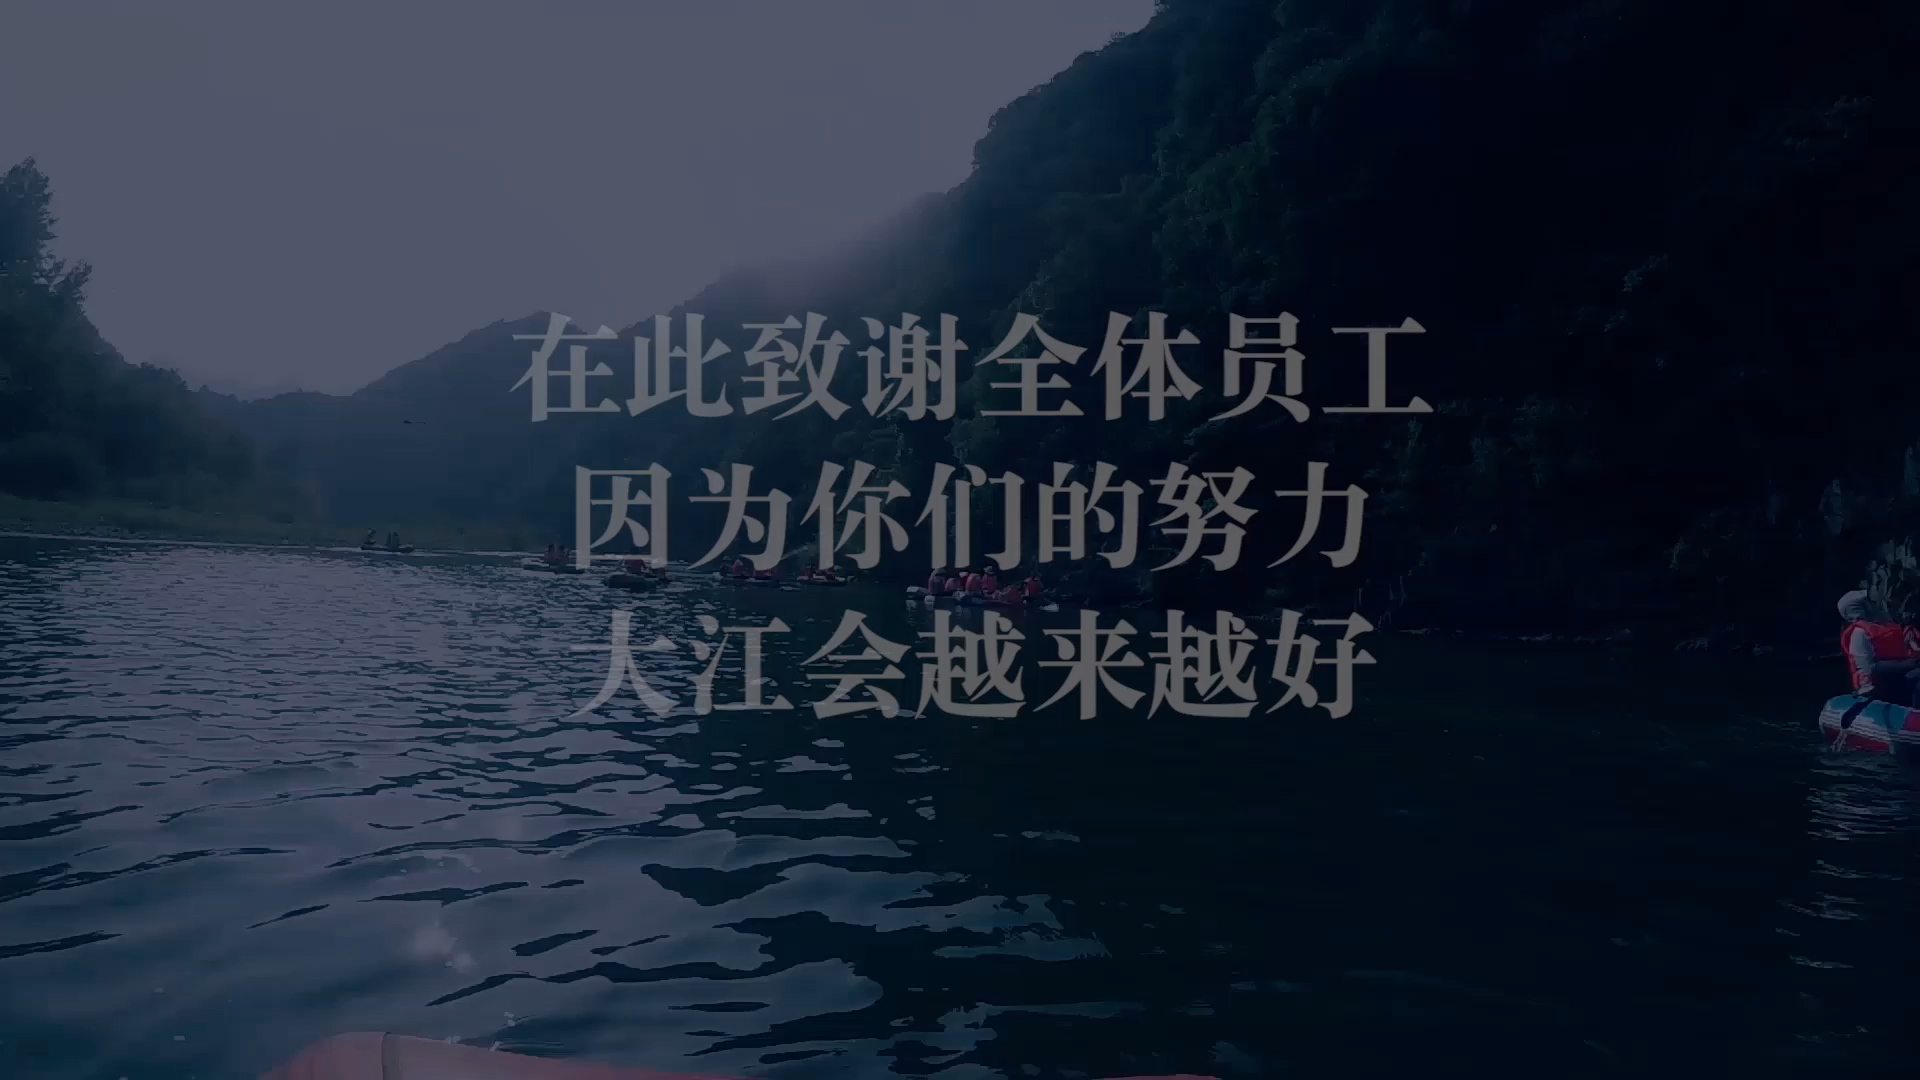 在此致谢全体员工
因为你们的努力
大江会越来越好